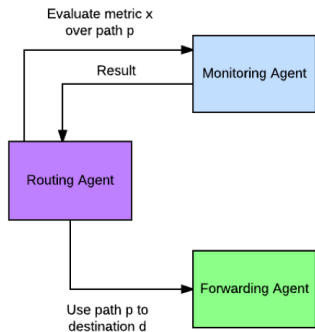 Evaluate metric x
over path p
Result
Monitoring Agent
Routing Agent
Forwarding Agent
Use path p to
destination d